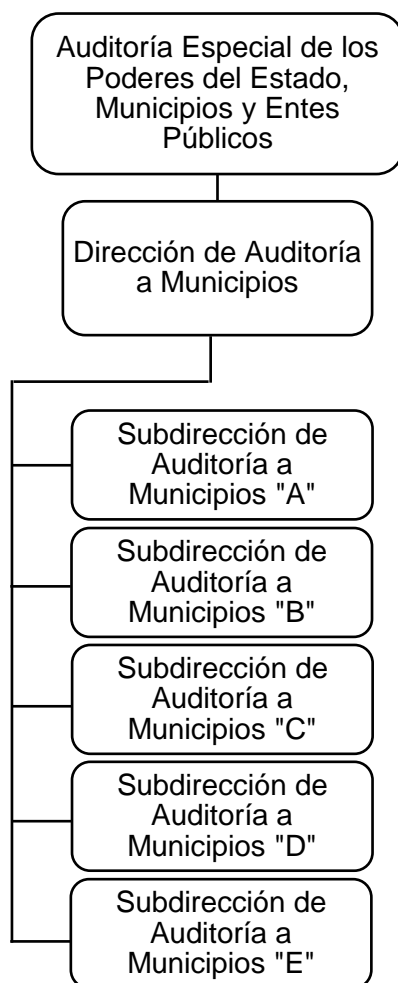 Auditoría Especial de los
Poderes del Estado,
Municipios y Entes
Públicos
Dirección de Auditoría
a Municipios
Subdirección de
Auditoría a
Municipios "A"
Subdirección de
Auditoría a
Municipios "B"
Subdirección de
Auditoría a
Municipios "C"
Subdirección de
Auditoría a
Municipios "D"
Subdirección de
Auditoría a
Municipios "E"